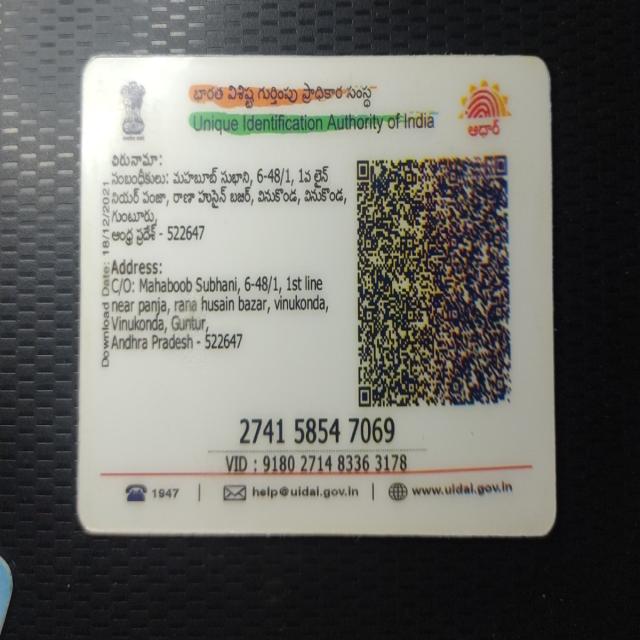 భారత విశిష్ట గుర్తింపు ప్రాధికార సంస్థ
Unique Identification Authority of India
ఆధార్
చిరునామా:
సంబంధీకులు: మహబూబ్ సుభాని, 6-48/1, 1వ లైన్
నియర్ పంజా, రాణా హుసైన్ బజర్, వినుకొండ, వినుకొండ,
గుంటూరు,
ఆంధ్ర ప్రదేశ్ - 522647
Address:
C/O: Mahaboob Subhani, 6-48/1, 1st line
near panja, rana husain bazar, vinukonda,
Vinukonda, Guntur,
Andhra Pradesh - 522647
Download Date: 18/12/2021
2741 5854 7069
VID : 9180 2714 8336 3178
1947 | help@uidai.gov.in | www.uidai.gov.in